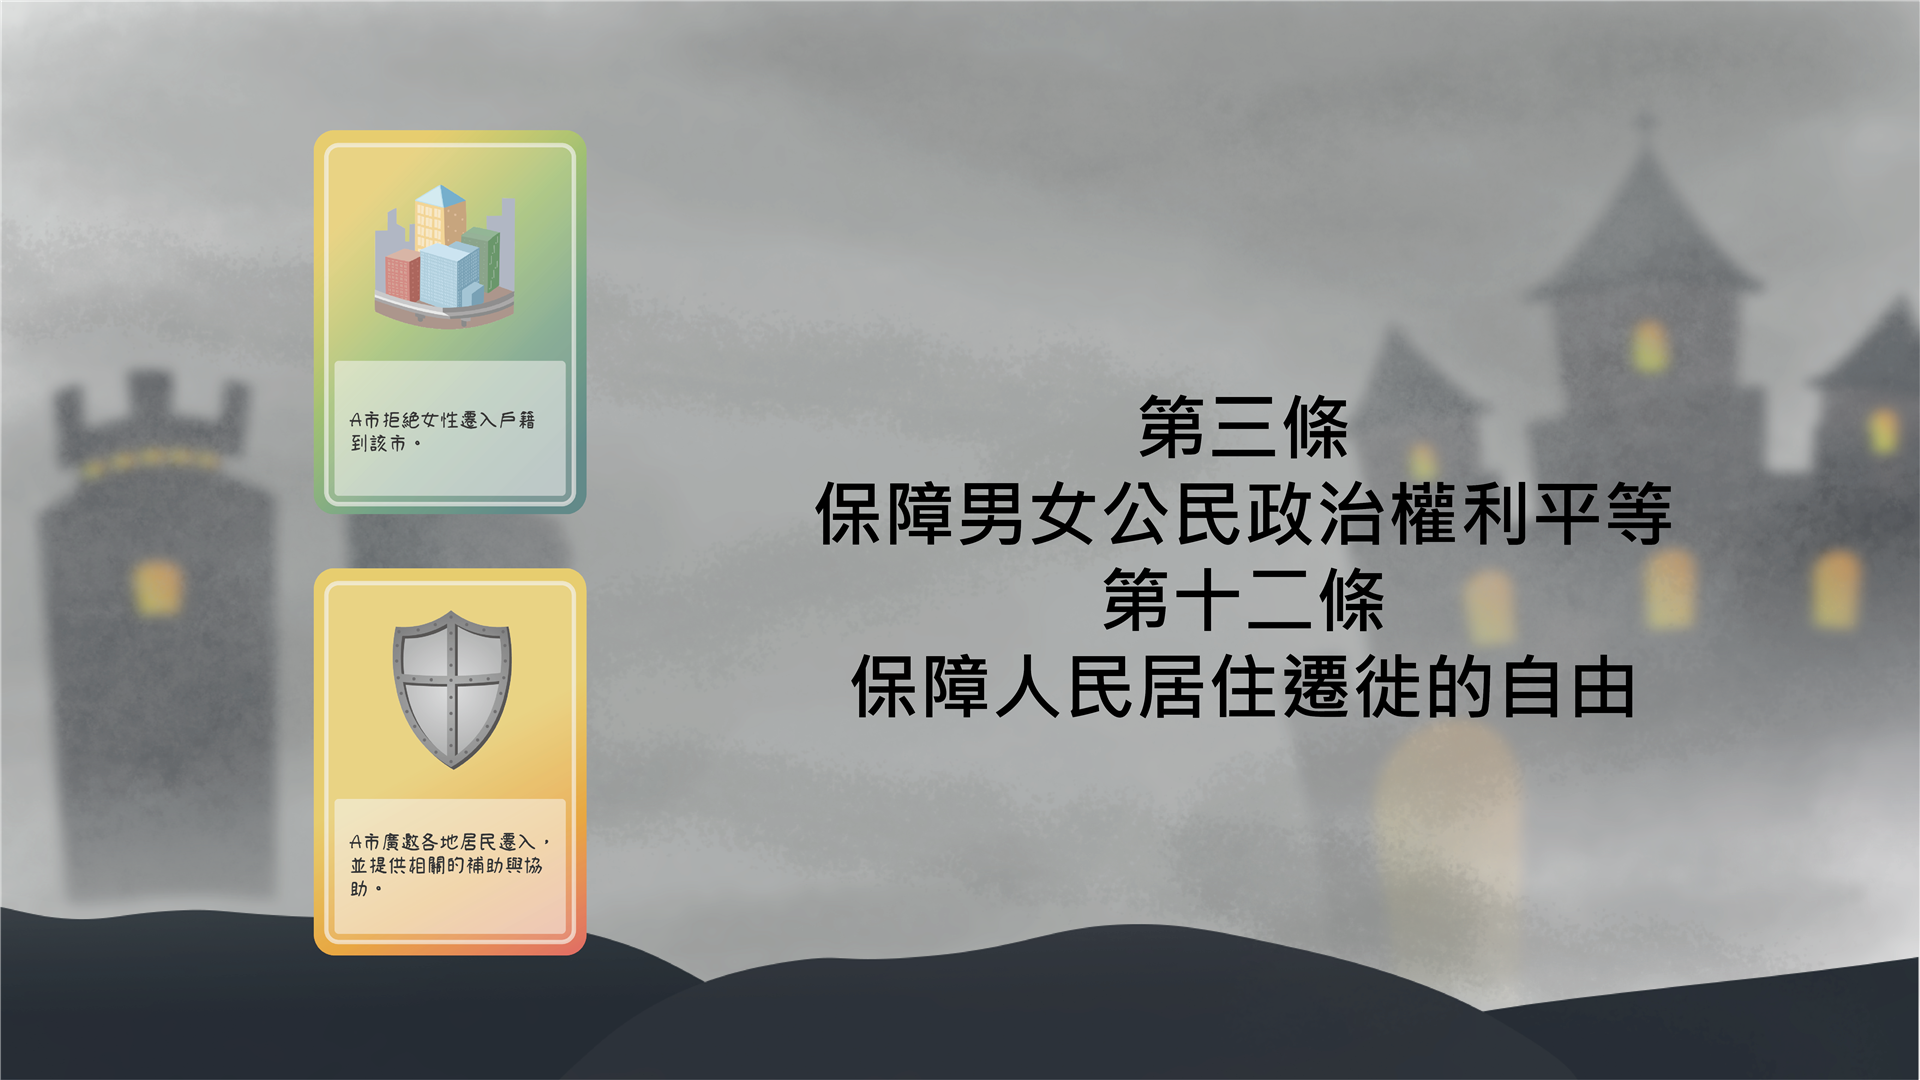 A市拒絕女性遷入戶籍
到該市。
A市廣邀各地居民遷入，
並提供相關的補助與協
助。
第三條
保障男女公民政治權利平等
第十二條
保障人民居住遷徙的自由